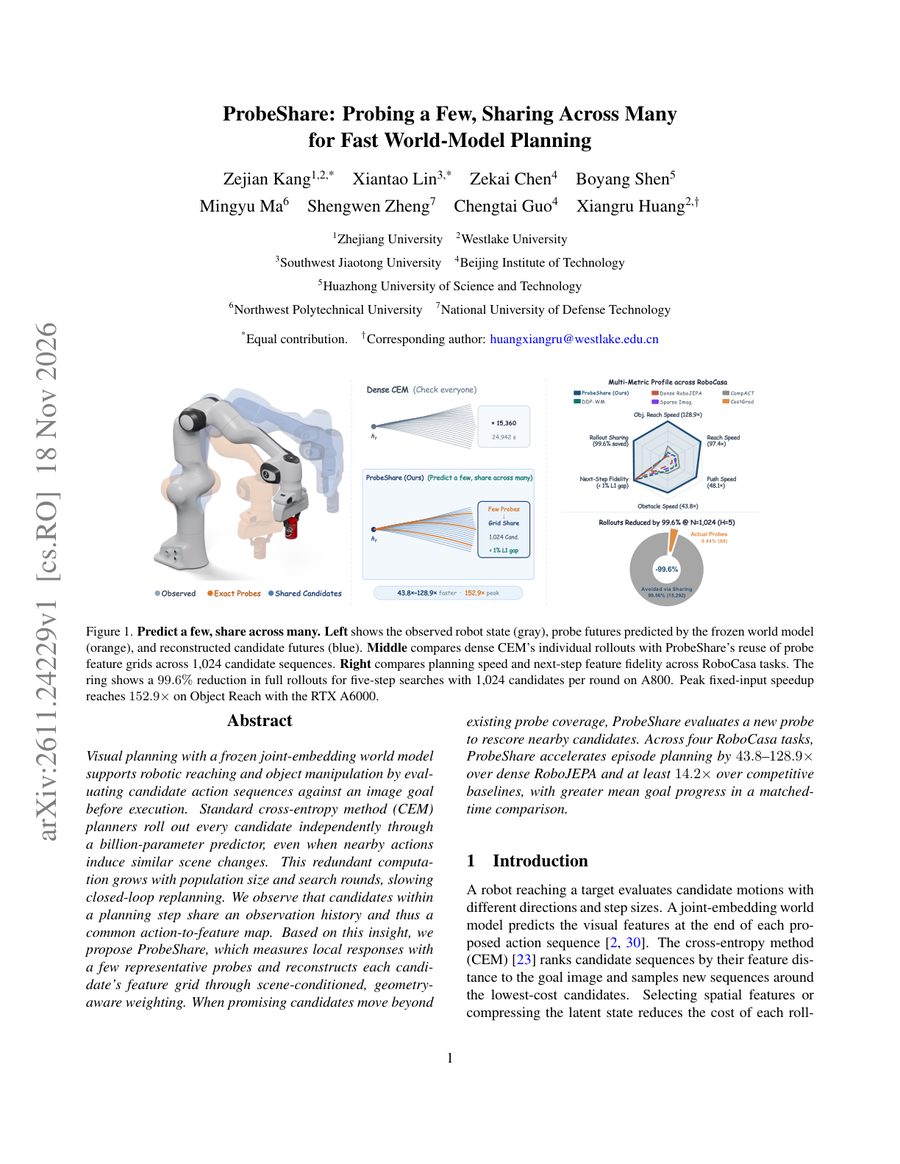 arXiv:2611.24229v1 [cs.RO] 18 Nov 2026
ProbeShare: Probing a Few, Sharing Across Many
for Fast World-Model Planning
Zejian Kang1,2,* Xiantao Lin3,* Zekai Chen4 Boyang Shen5
Mingyu Ma6 Shengwen Zheng7 Chengtai Guo4 Xiangru Huang2,†
1Zhejiang University 2Westlake University
3Southwest Jiaotong University 4Beijing Institute of Technology
5Huazhong University of Science and Technology
6Northwest Polytechnical University 7National University of Defense Technology
*Equal contribution. †Corresponding author: huangxiangru@westlake.edu.cn
Observed Exact Probes Shared Candidates
Dense CEM (Check everyone)
× 15,360
24,942 s
ProbeShare (Ours) (Predict a few, share across many)
Few Probes
↓
Grid Share
1,024 Cand.
< 1% L1 gap
43.8×–128.9× faster · 152.9× peak
Multi-Metric Profile across RoboCasa
ProbeShare (Ours) Dense RoboJEPA CompACT
DDP-WM Sparse Imag. CostGrad
Obj. Reach Speed (128.9×)
Rollout Sharing
(99.6% saved)
Reach Speed
(97.4×)
Next-Step Fidelity
(< 1% L1 gap)
Push Speed
(48.1×)
Obstacle Speed (43.8×)
Rollouts Reduced by 99.6% @ N=1,024 (H=5)
Actual Probes
0.44% (68)
-99.6%
Avoided via Sharing
99.56% (15,292)
Figure 1. Predict a few, share across many. Left shows the observed robot state (gray), probe futures predicted by the frozen world model
(orange), and reconstructed candidate futures (blue). Middle compares dense CEM's individual rollouts with ProbeShare's reuse of probe
feature grids across 1,024 candidate sequences. Right compares planning speed and next-step feature fidelity across RoboCasa tasks. The
ring shows a 99.6% reduction in full rollouts for five-step searches with 1,024 candidates per round on A800. Peak fixed-input speedup
reaches 152.9× on Object Reach with the RTX A6000.
Abstract
Visual planning with a frozen joint-embedding world model
supports robotic reaching and object manipulation by eval-
uating candidate action sequences against an image goal
before execution. Standard cross-entropy method (CEM)
planners roll out every candidate independently through
a billion-parameter predictor, even when nearby actions
induce similar scene changes. This redundant computa-
tion grows with population size and search rounds, slowing
closed-loop replanning. We observe that candidates within
a planning step share an observation history and thus a
common action-to-feature map. Based on this insight, we
propose ProbeShare, which measures local responses with
a few representative probes and reconstructs each candi-
date's feature grid through scene-conditioned, geometry-
aware weighting. When promising candidates move beyond
existing probe coverage, ProbeShare evaluates a new probe
to rescore nearby candidates. Across four RoboCasa tasks,
ProbeShare accelerates episode planning by 43.8–128.9×
over dense RoboJEPA and at least 14.2× over competitive
baselines, with greater mean goal progress in a matched-
time comparison.
1 Introduction
A robot reaching a target evaluates candidate motions with
different directions and step sizes. A joint-embedding world
model predicts the visual features at the end of each pro-
posed action sequence [2, 30]. The cross-entropy method
(CEM) [23] ranks candidate sequences by their feature dis-
tance to the goal image and samples new sequences around
the lowest-cost candidates. Selecting spatial features or
compressing the latent state reduces the cost of each roll-
1